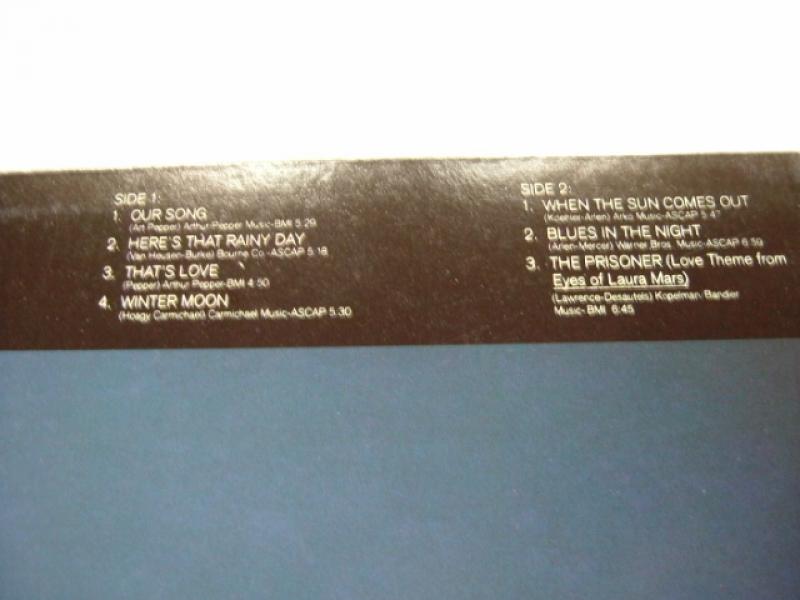 SIDE 1:
1. OUR SONG
(Art Pepper) Arthur Pepper Music-BMI 5:29
2. HERE'S THAT RAINY DAY
(Van Heusen-Burke) Bourne Co.-ASCAP 5:18
3. THAT'S LOVE
(Pepper) Arthur Pepper-BMI 4:50
4. WINTER MOON
(Hoagy Carmichael) Carmichael Music-ASCAP 5:30
SIDE 2:
1. WHEN THE SUN COMES OUT
(Koehler-Arlen) Arko Music-ASCAP 5:47
2. BLUES IN THE NIGHT
(Arlen-Mercer) Warner Bros. Music-ASCAP 6:59
3. THE PRISONER (Love Theme from
Eyes of Laura Mars)
(Lawrence-Desautels) Kopelman Bandier
Music-BMI 6:45